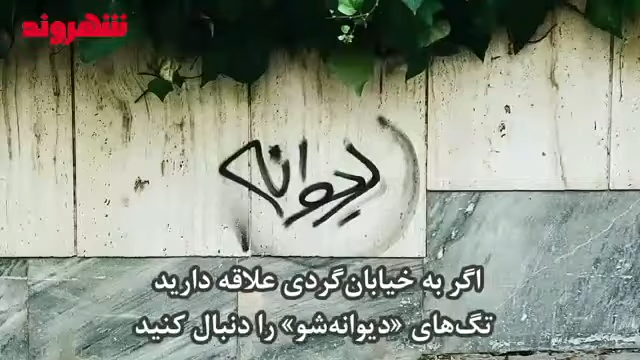 شهروند
دیوانه
اگر به خیابان‌گردی علاقه دارید
تگ‌های «دیوانه‌شو» را دنبال کنید